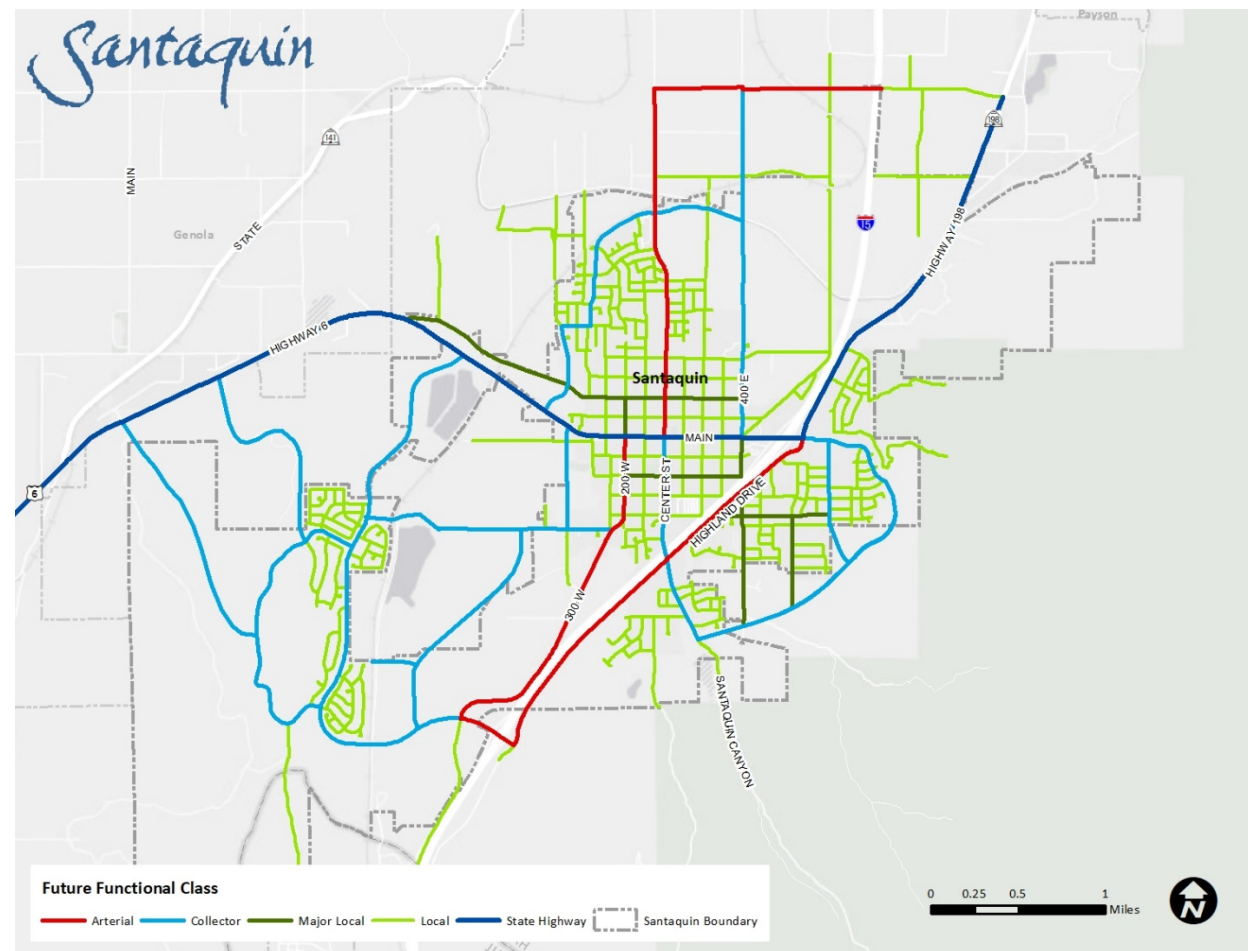 Santaquin
Payson
141
198
MAIN
Genola
STATE
15
HIGHWAY 198
HIGHWAY 6
Santaquin
400 E
MAIN
6
200 W
CENTER ST
HIGHLAND DRIVE
300 W
SANTAQUIN CANYON
Future Functional Class
Arterial Collector Major Local Local State Highway Santaquin Boundary
0 0.25 0.5 1
Miles
N